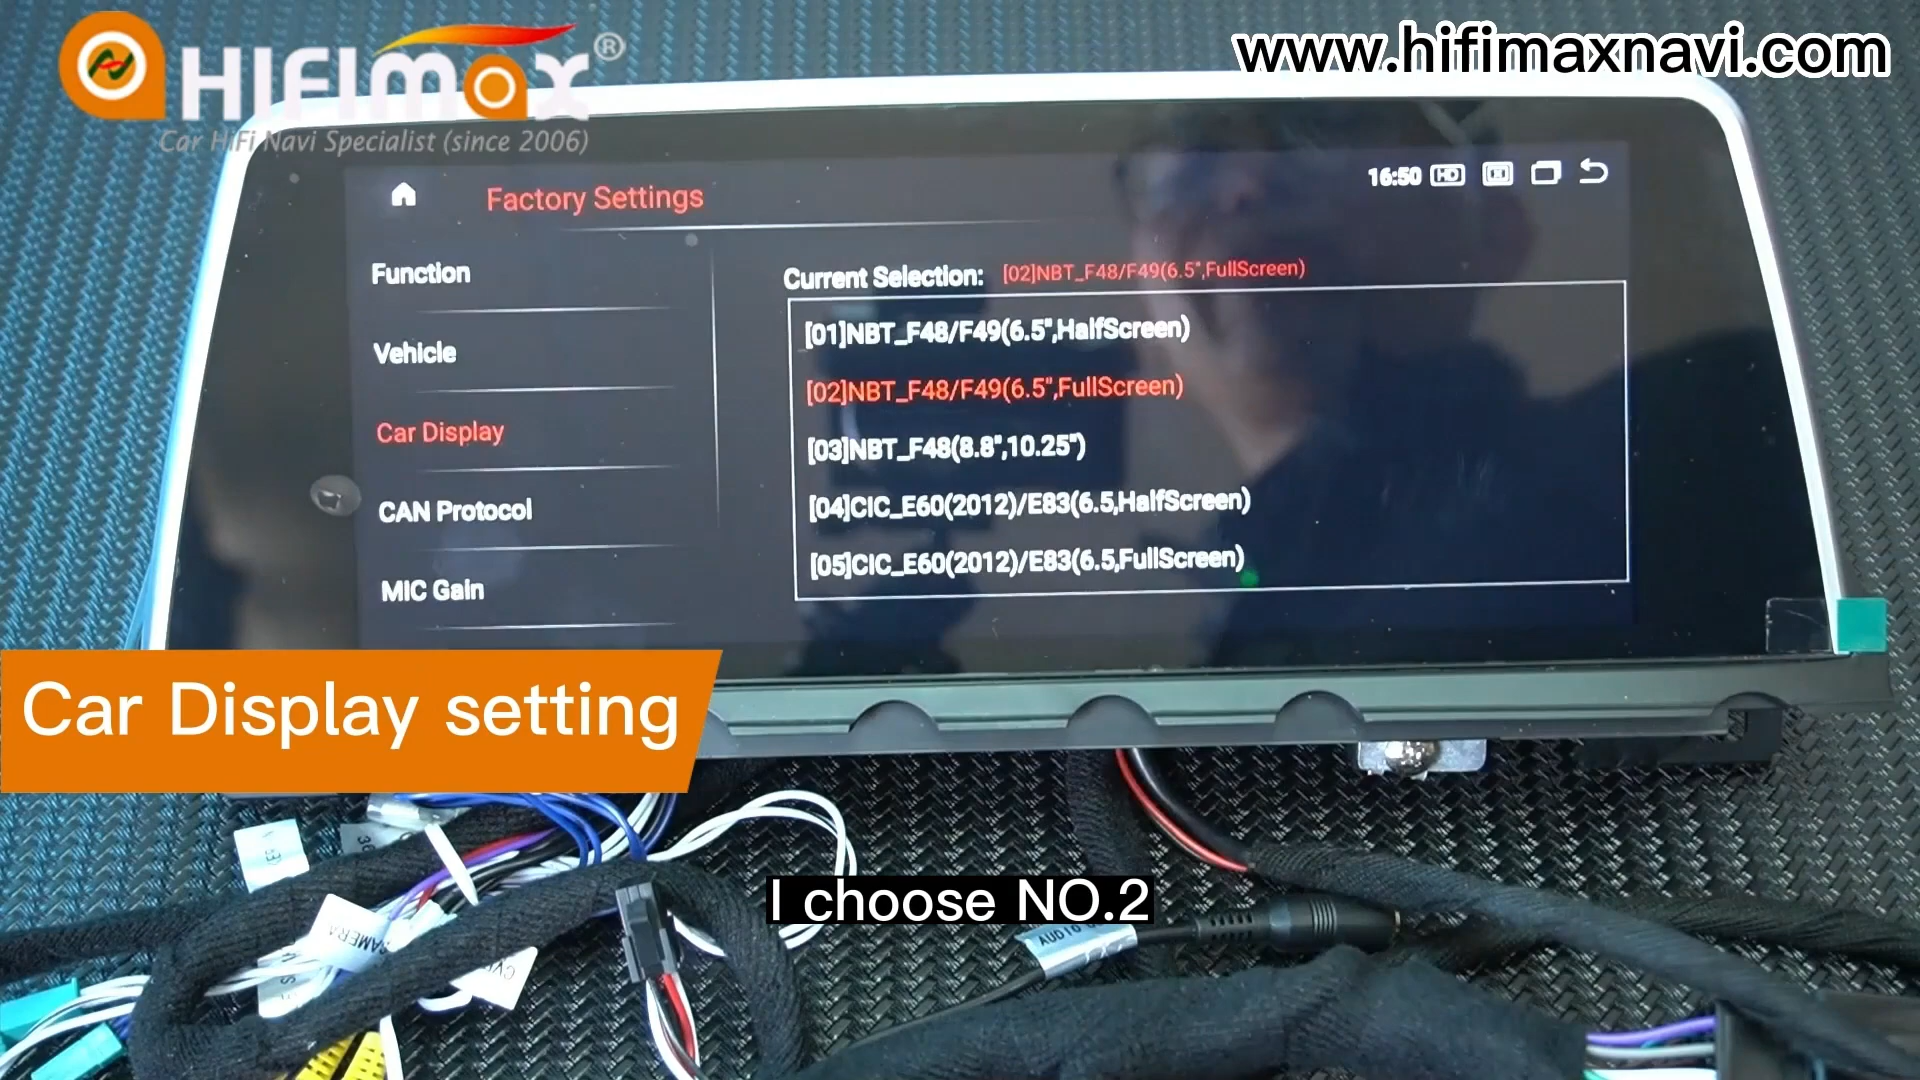 HIFIMAX®
Car HiFi Navi Specialist (since 2006)
www.hifimaxnavi.com
Factory Settings
16:50 HD
Function
Vehicle
Car Display
CAN Protocol
MIC Gain
Current Selection: [02]NBT_F48/F49(6.5",FullScreen)
[01]NBT_F48/F49(6.5",HalfScreen)
[02]NBT_F48/F49(6.5",FullScreen)
[03]NBT_F48(8.8",10.25")
[04]CIC_E60(2012)/E83(6.5,HalfScreen)
[05]CIC_E60(2012)/E83(6.5,FullScreen)
Car Display setting
I choose NO.2
AUDIO